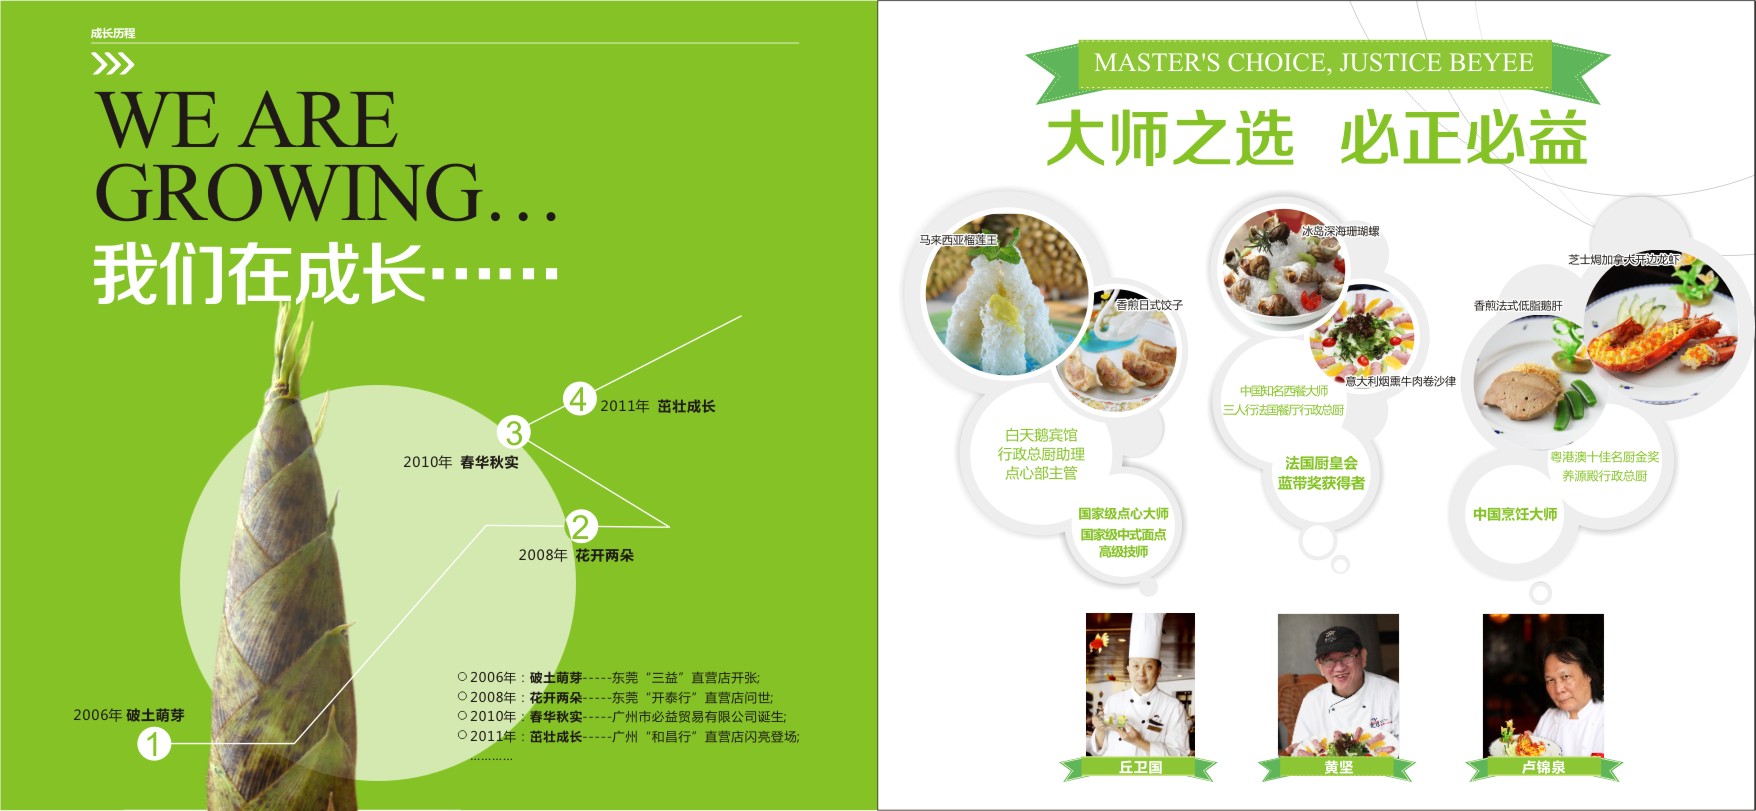 成长历程
WE ARE
GROWING…
我们在成长……
4
2011年 茁壮成长
3
2010年 春华秋实
2
2008年 花开两朵
2006年 破土萌芽
1
2006年：破土萌芽-----东莞“三益”直营店开张;
2008年：花开两朵-----东莞“开泰行”直营店问世;
2010年：春华秋实-----广州市必益贸易有限公司诞生;
2011年：茁壮成长-----广州“和昌行”直营店闪亮登场;
…………
MASTER'S CHOICE, JUSTICE BEYEE
大师之选 必正必益
马来西亚榴莲王
香煎日式饺子
白天鹅宾馆
行政总厨助理
点心部主管
国家级点心大师
国家级中式面点
高级技师
丘卫国
冰岛深海珊瑚螺
意大利烟熏牛肉卷沙律
中国知名西餐大师
三人行法国餐厅行政总厨
法国厨皇会
蓝带奖获得者
黄坚
芝士焗加拿大开边龙虾
香煎法式低脂鹅肝
粤港澳十佳名厨金奖
养源殿行政总厨
中国烹饪大师
卢锦泉